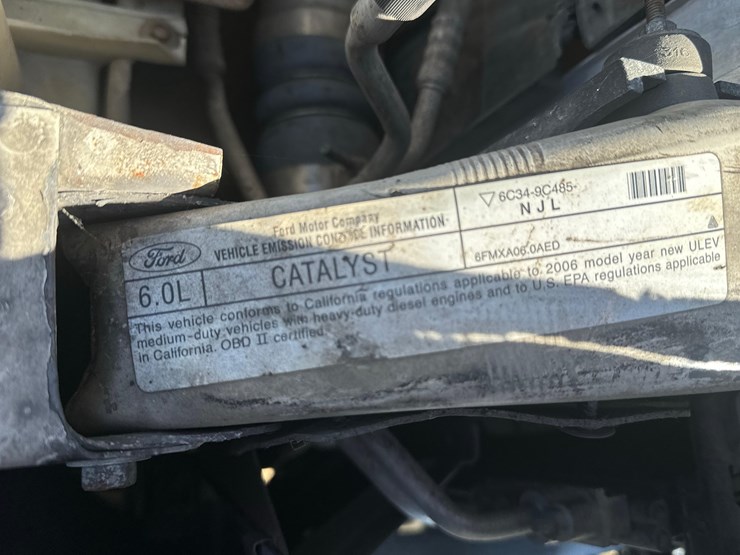 316
Ford
Ford Motor Company
VEHICLE EMISSION CONTROL INFORMATION
6C34-9C485-
NJL
6.0L
CATALYST
6FMXA06.0AED
This vehicle conforms to California regulations applicable to 2006 model year new ULEV
medium-duty vehicles with heavy-duty diesel engines and to U.S. EPA regulations applicable
in California. OBD II certified.